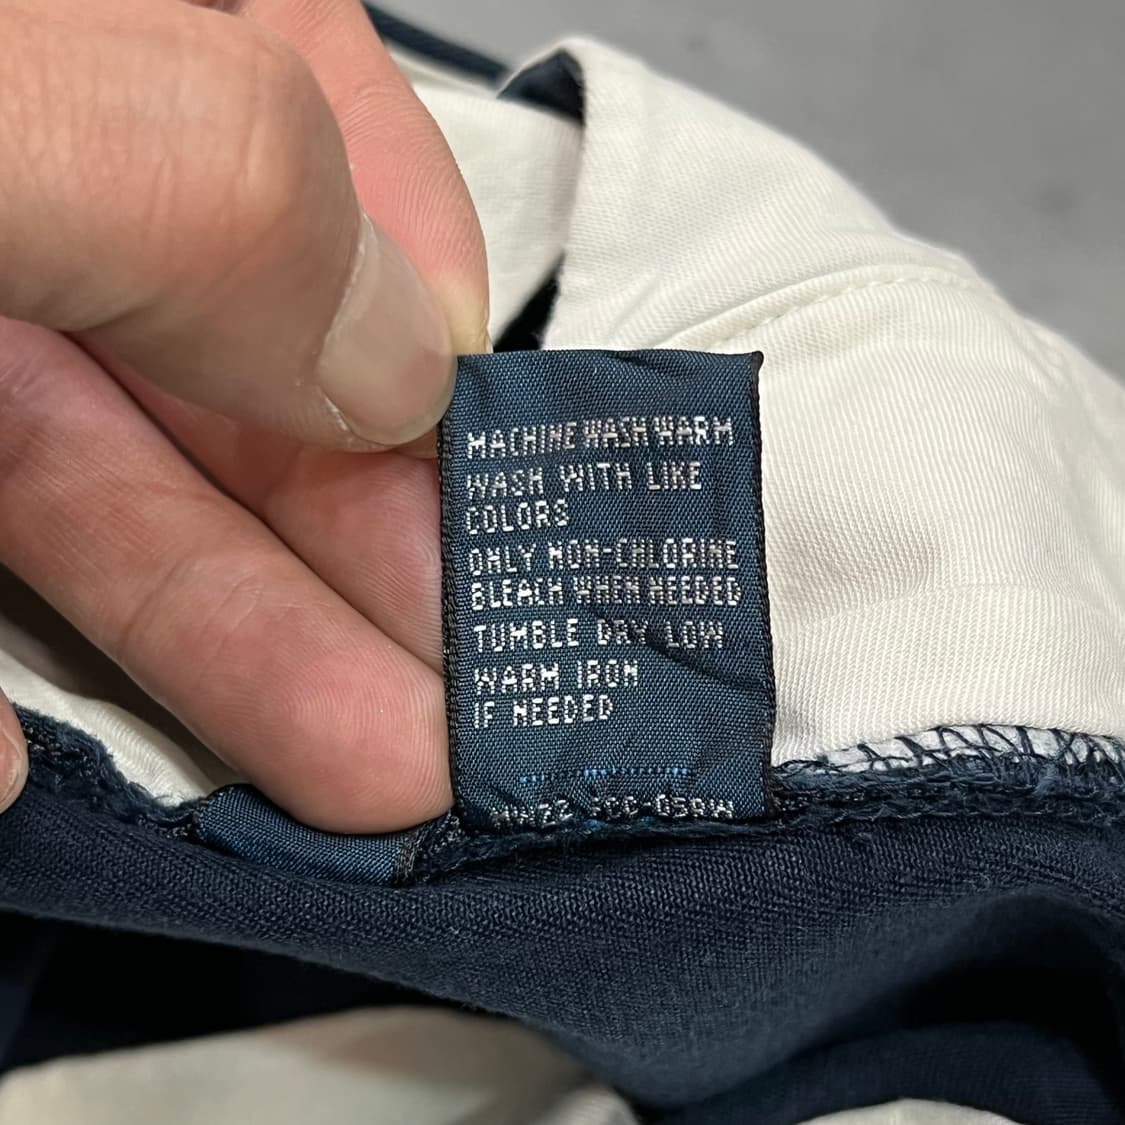 MACHINE WASH WARM
WASH WITH LIKE
COLORS
ONLY NON-CHLORINE
BLEACH WHEN NEEDED
TUMBLE DRY LOW
WARM IRON
IF NEEDED